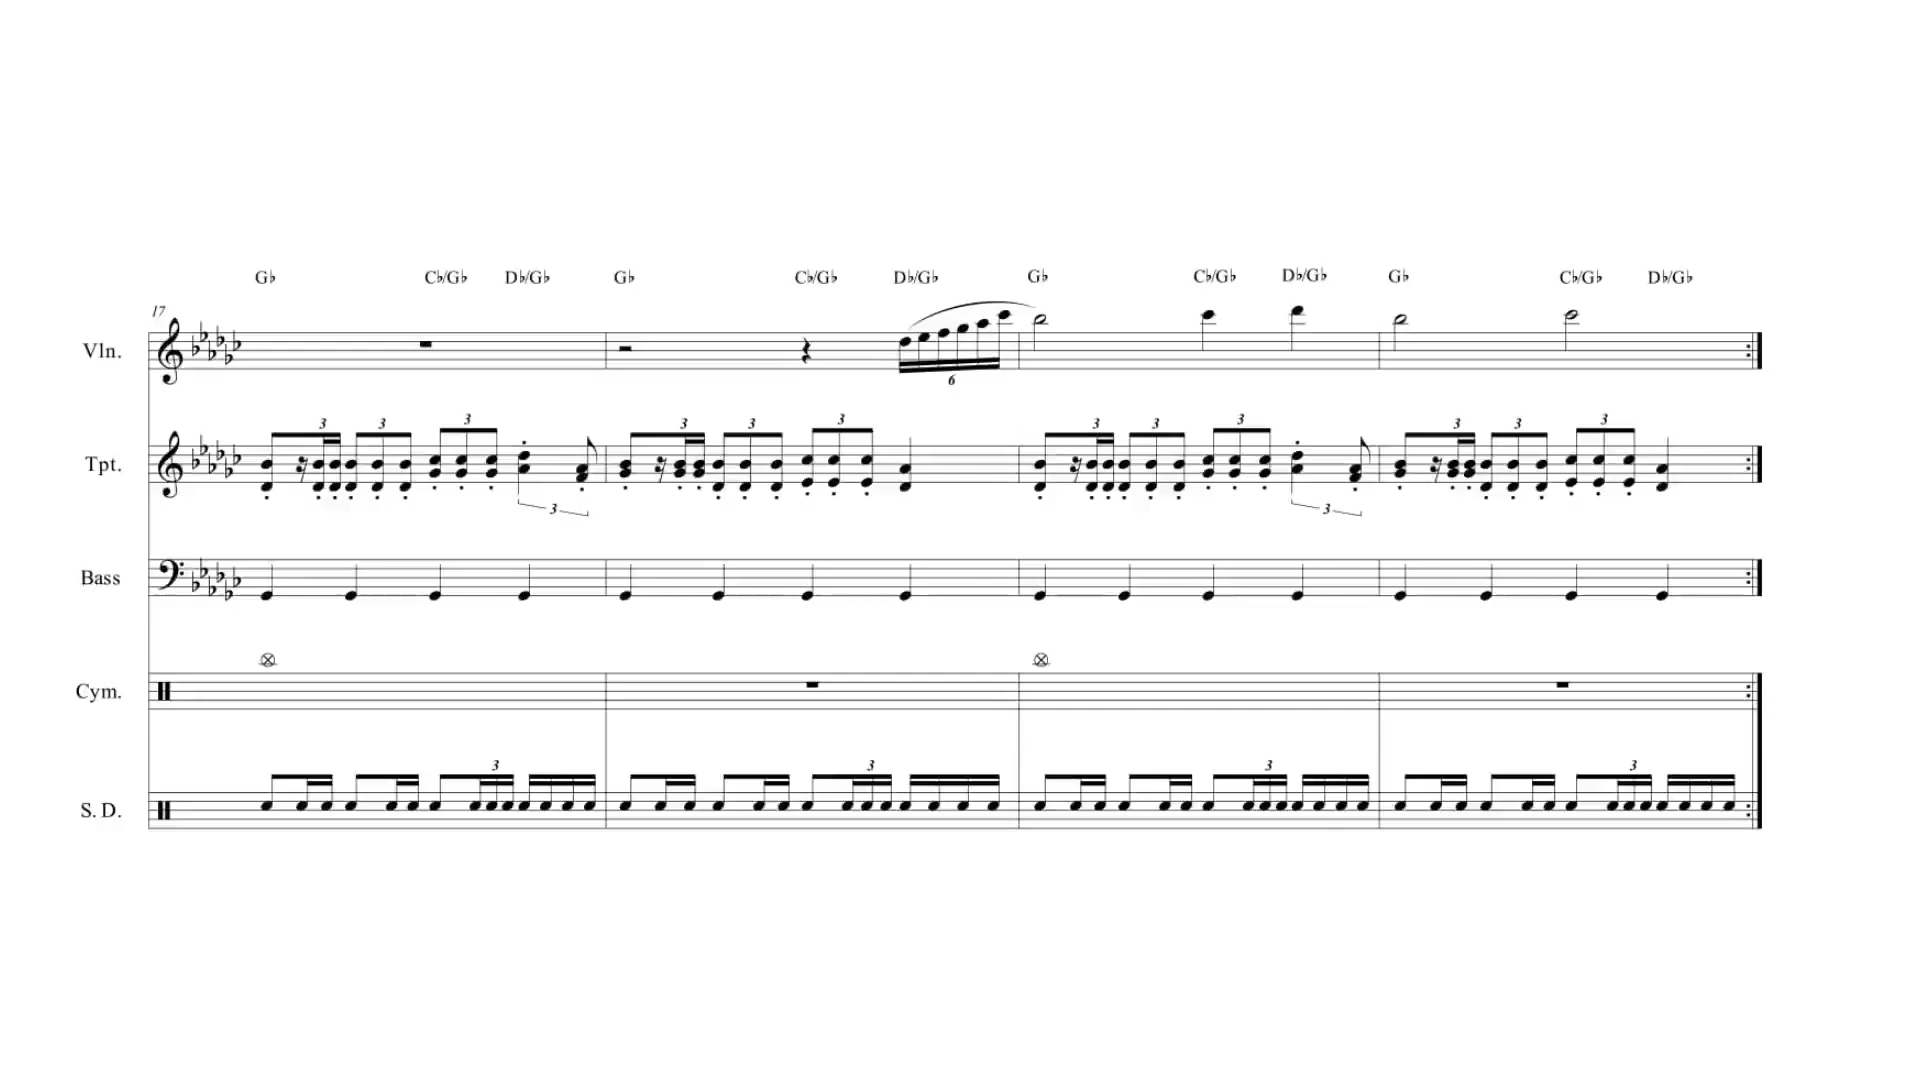 G♭ C♭/G♭ D♭/G♭ G♭ C♭/G♭ D♭/G♭ G♭ C♭/G♭ D♭/G♭ G♭ C♭/G♭ D♭/G♭
17
Vln.
6
3 3 3 3 3 3 3 3 3 3 3 3
Tpt.
3 3
Bass
Cym.
3 3 3 3
S. D.